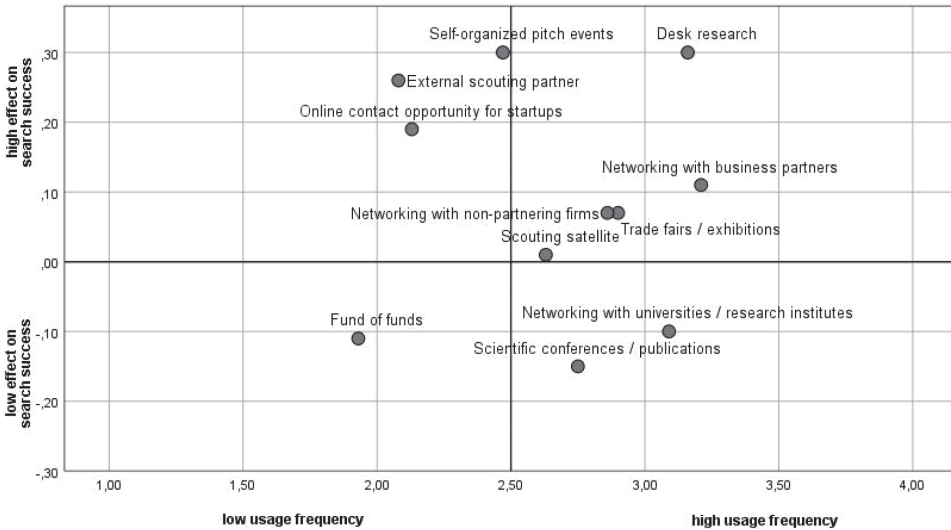 Self-organized pitch events
Desk research
,30
External scouting partner
high effect on
search success
,20
Online contact opportunity for startups
Networking with business partners
,10
Networking with non-partnering firms
Trade fairs / exhibitions
Scouting satellite
,00
Fund of funds
Networking with universities / research institutes
-,10
Scientific conferences / publications
low effect on
search success
-,20
-,30
1,00 1,50 2,00 2,50 3,00 3,50 4,00
low usage frequency high usage frequency